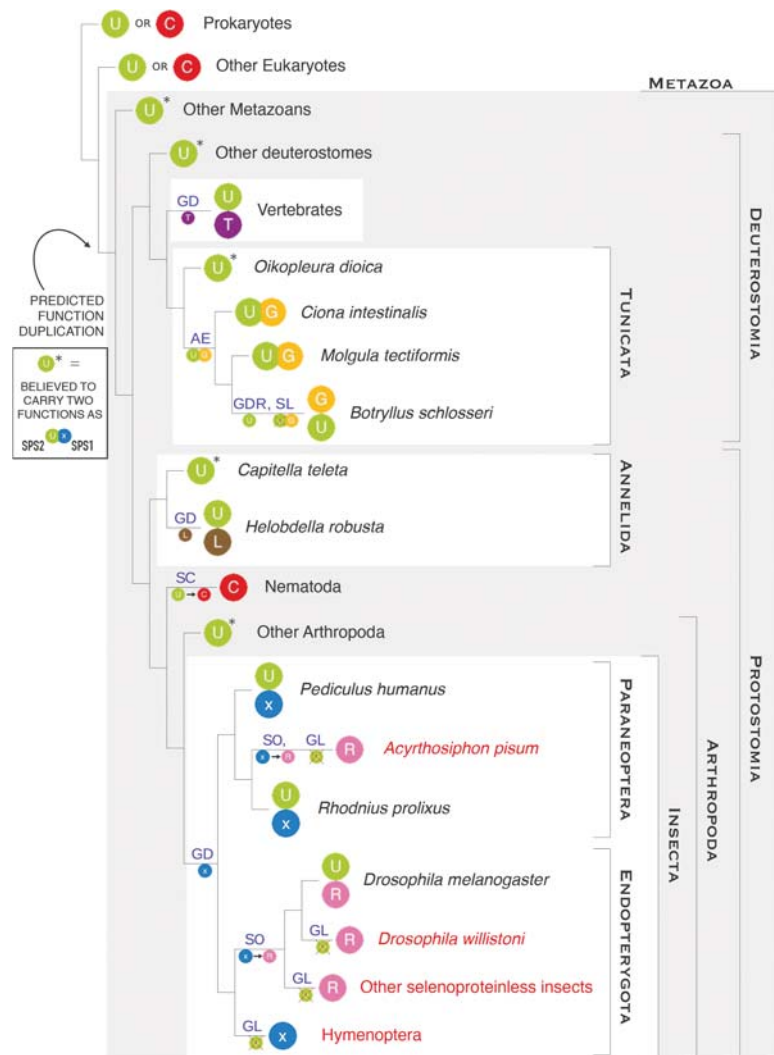 U OR C Prokaryotes
U OR C Other Eukaryotes
METAZOA
U* Other Metazoans
U* Other deuterostomes
GD
T
U
T
Vertebrates
U* Oikopleura dioica
AE
U G
U G Ciona intestinalis
U G Molgula tectiformis
GDR, SL
U
G
G
U
Botryllus schlosseri
TUNICATA
DEUTEROSTOMIA
PREDICTED
FUNCTION
DUPLICATION
U* =
BELIEVED TO
CARRY TWO
FUNCTIONS AS
U x
SPS2 SPS1
U* Capitella teleta
GD
L
U
L
Helobdella robusta
ANNELIDA
SC
U → C
C Nematoda
U* Other Arthropoda
U
x
Pediculus humanus
SO, GL
x → R
R Acyrthosiphon pisum
U
x
Rhodnius prolixus
PARANEOPTERA
GD
x
U
R
Drosophila melanogaster
SO
x → R
GL
R Drosophila willistoni
GL
R Other selenoproteinless insects
GL
x Hymenoptera
ENDOPTERYGOTA
INSECTA
ARTHROPODA
PROTOSTOMIA